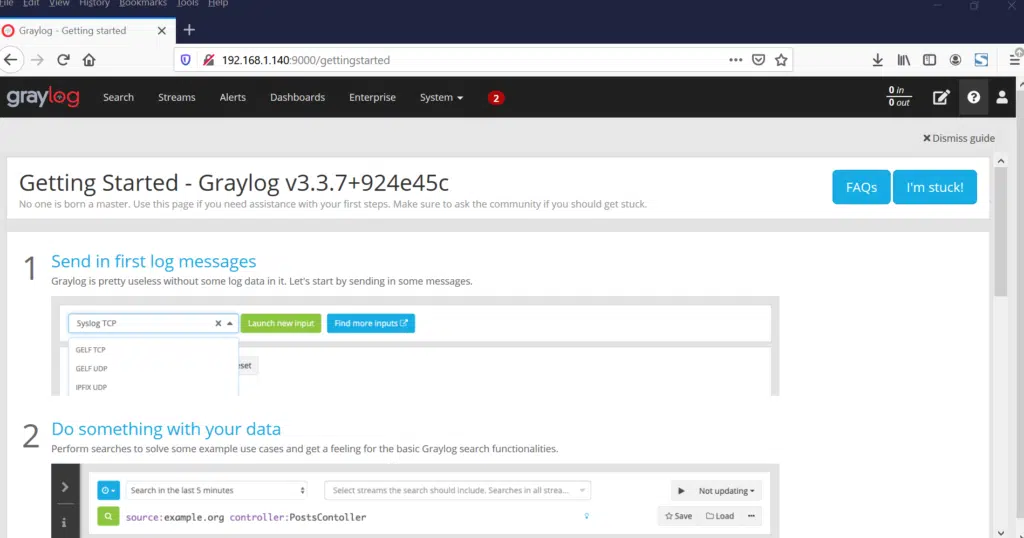 File Edit View History Bookmarks Tools Help
Graylog - Getting started
192.168.1.140:9000/gettingstarted
graylog Search Streams Alerts Dashboards Enterprise System 2 0 in
0 out
Dismiss guide
Getting Started - Graylog v3.3.7+924e45c
No one is born a master. Use this page if you need assistance with your first steps. Make sure to ask the community if you should get stuck.
FAQs I'm stuck!
1 Send in first log messages
Graylog is pretty useless without some log data in it. Let's start by sending in some messages.
Syslog TCP Launch new input Find more inputs
GELF TCP
GELF UDP
IPFIX UDP
2 Do something with your data
Perform searches to solve some example use cases and get a feeling for the basic Graylog search functionalities.
Search in the last 5 minutes Select streams the search should include. Searches in all strea... Not updating
source:example.org controller:PostsContoller Save Load